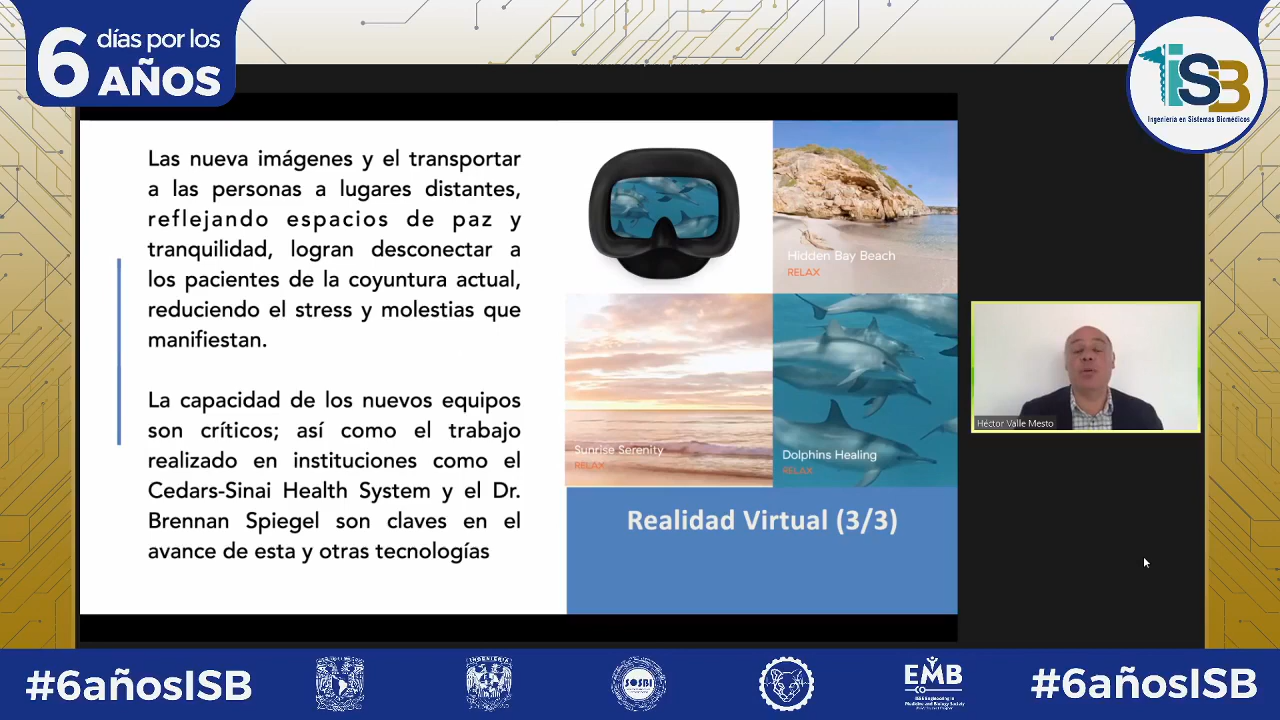 6 días por los
AÑOS
iSB
Ingeniería en Sistemas Biomédicos
Las nueva imágenes y el transportar
a las personas a lugares distantes,
reflejando espacios de paz y
tranquilidad, logran desconectar a
los pacientes de la coyuntura actual,
reduciendo el stress y molestias que
manifiestan.
La capacidad de los nuevos equipos
son críticos; así como el trabajo
realizado en instituciones como el
Cedars-Sinai Health System y el Dr.
Brennan Spiegel son claves en el
avance de esta y otras tecnologías
Hidden Bay Beach
RELAX
Sunrise Serenity
RELAX
Dolphins Healing
RELAX
Realidad Virtual (3/3)
Héctor Valle Mesto
#6añosISB
INGENIERIA
SOSBI
EMB
#6añosISB